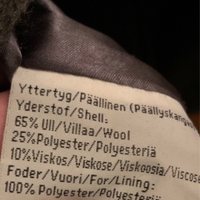 Yttertyg/Päällinen (Päällyskangas
Yderstof/Shell:
65% Ull/Villaa/Wool
25%Polyester/Polyesteriä
10%Viskos/Viskose/Viskoosia/Viscose
Foder/Vuori/For/Lining:
100% Polyester/Polyesteriä